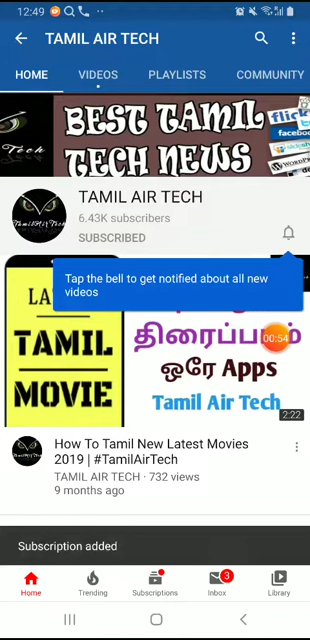 12:49
TAMIL AIR TECH
HOME VIDEOS PLAYLISTS COMMUNITY
Tech
BEST TAMIL
TECH NEWS
facebo
TAMIL AIR TECH
6.43K subscribers
SUBSCRIBED
Tap the bell to get notified about all new
videos
LA
TAMIL
MOVIE
திரைப்படம்
00:54
ஒரே Apps
Tamil Air Tech
2:22
How To Tamil New Latest Movies
2019 | #TamilAirTech
TAMIL AIR TECH · 732 views
9 months ago
Subscription added
3
Home Trending Subscriptions Inbox Library